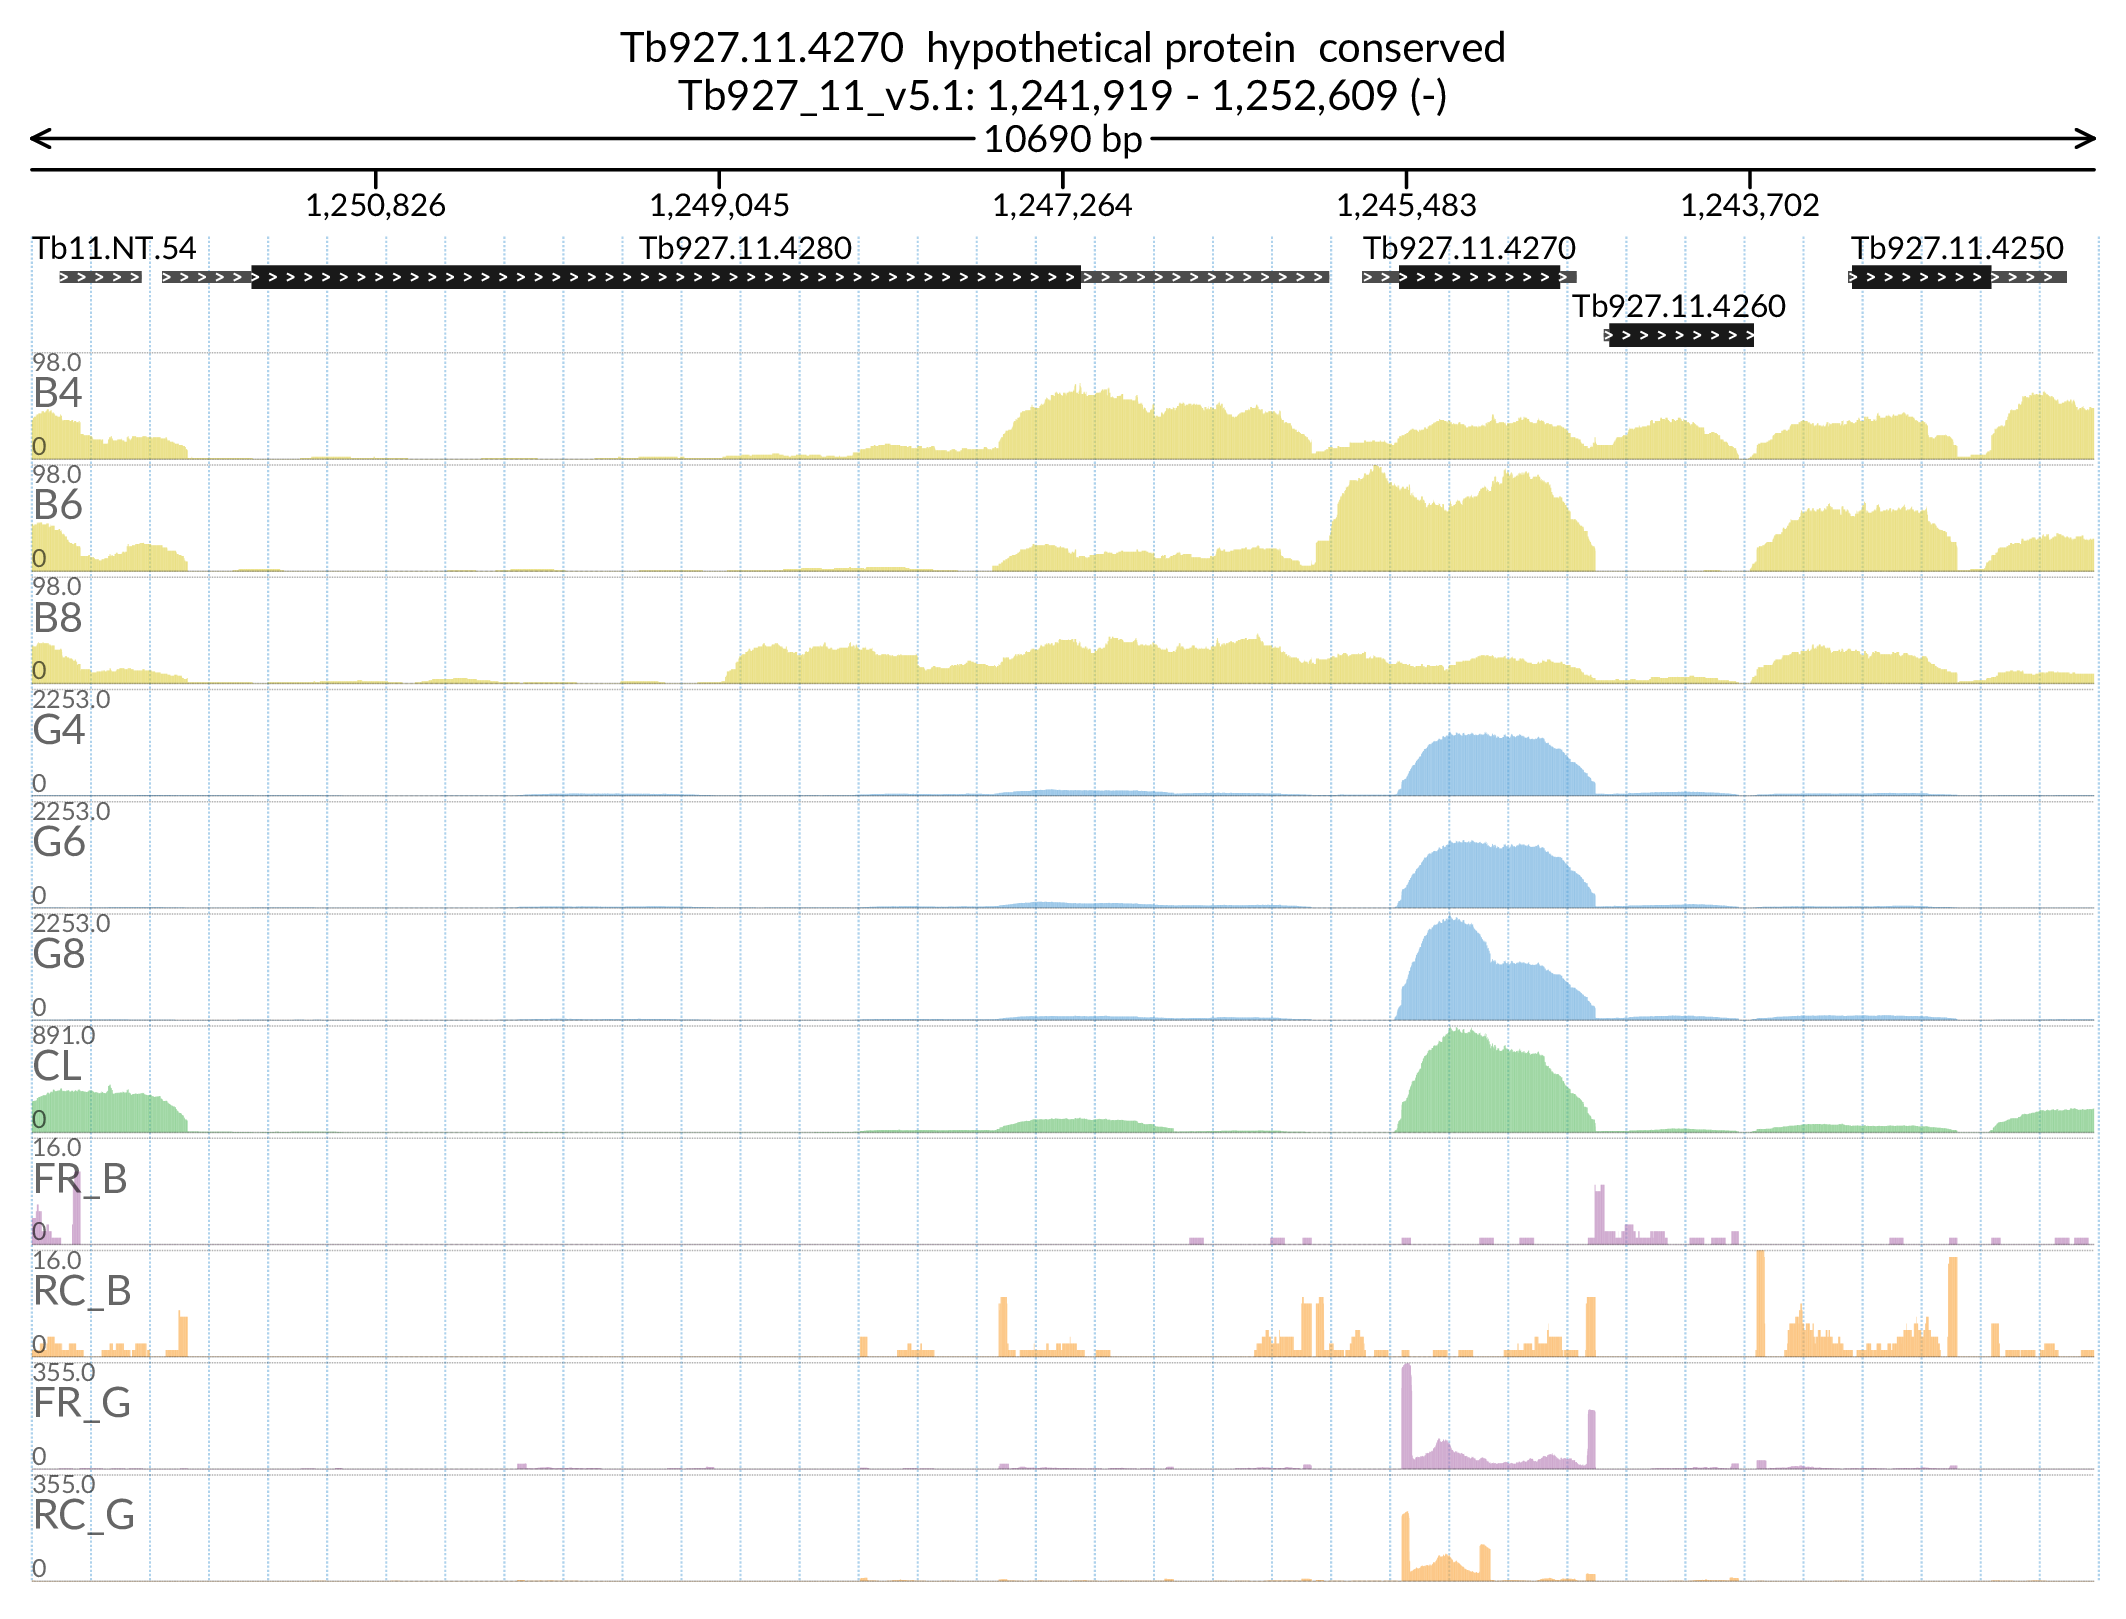 Tb927.11.4270  hypothetical protein  conserved
Tb927_11_v5.1: 1,241,919 - 1,252,609 (-)
10690 bp
1,250,826 1,249,045 1,247,264 1,245,483 1,243,702
Tb11.NT.54 Tb927.11.4280 Tb927.11.4270 Tb927.11.4250
Tb927.11.4260
98.0
B4
0
98.0
B6
0
98.0
B8
0
2253.0
G4
0
2253.0
G6
0
2253.0
G8
0
891.0
CL
0
16.0
FR_B
0
16.0
RC_B
0
355.0
FR_G
0
355.0
RC_G
0